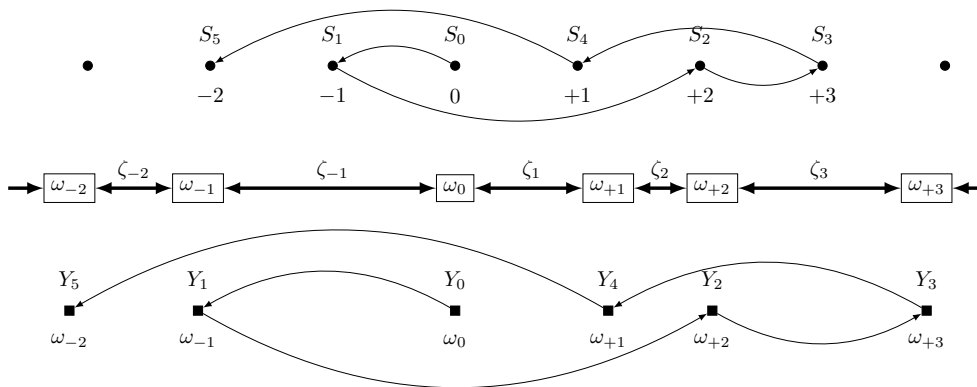 S₅ S₁ S₀ S₄ S₂ S₃
−2 −1 0 +1 +2 +3
ζ₋₂ ζ₋₁ ζ₁ ζ₂ ζ₃
ω₋₂ ω₋₁ ω₀ ω₊₁ ω₊₂ ω₊₃
Y₅ Y₁ Y₀ Y₄ Y₂ Y₃
ω₋₂ ω₋₁ ω₀ ω₊₁ ω₊₂ ω₊₃